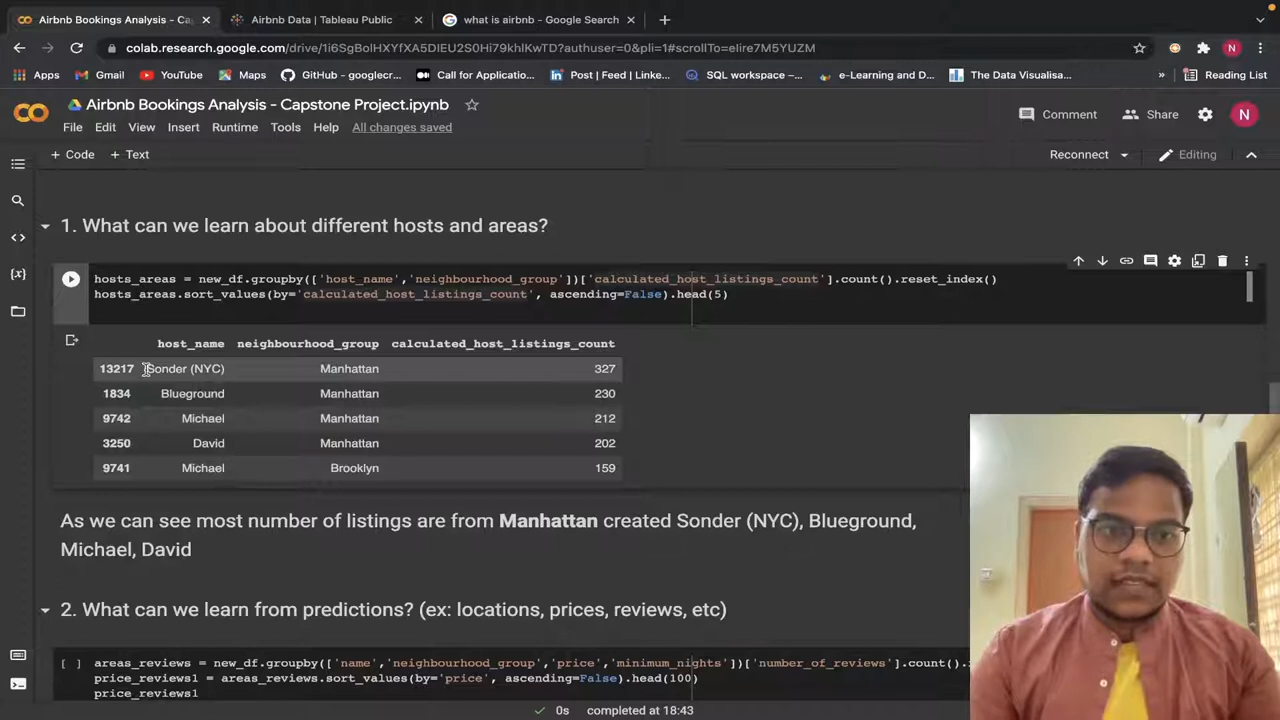 Airbnb Bookings Analysis - Cap
Airbnb Data | Tableau Public
what is airbnb - Google Search
colab.research.google.com/drive/1i6SgBolHXYfXA5DlEU2S0Hi79khlKwTD?authuser=0&pli=1#scrollTo=elire7M5YUZM
N
Apps
Gmail
YouTube
Maps
GitHub - googlecr...
Call for Applicatio...
Post | Feed | Linke...
SQL workspace –...
e-Learning and D...
The Data Visualisa...
»
Reading List
Airbnb Bookings Analysis - Capstone Project.ipynb
Comment
Share
N
File Edit View Insert Runtime Tools Help All changes saved
+ Code + Text
Reconnect
Editing
1. What can we learn about different hosts and areas?
hosts_areas = new_df.groupby(['host_name','neighbourhood_group'])['calculated_host_listings_count'].count().reset_index()
hosts_areas.sort_values(by='calculated_host_listings_count', ascending=False).head(5)
host_name neighbourhood_group calculated_host_listings_count
13217 Sonder (NYC) Manhattan 327
1834 Blueground Manhattan 230
9742 Michael Manhattan 212
3250 David Manhattan 202
9741 Michael Brooklyn 159
As we can see most number of listings are from Manhattan created Sonder (NYC), Blueground,
Michael, David
2. What can we learn from predictions? (ex: locations, prices, reviews, etc)
[ ] areas_reviews = new_df.groupby(['name','neighbourhood_group','price','minimum_nights'])['number_of_reviews'].count().
price_reviews1 = areas_reviews.sort_values(by='price', ascending=False).head(100)
price_reviews1
0s completed at 18:43